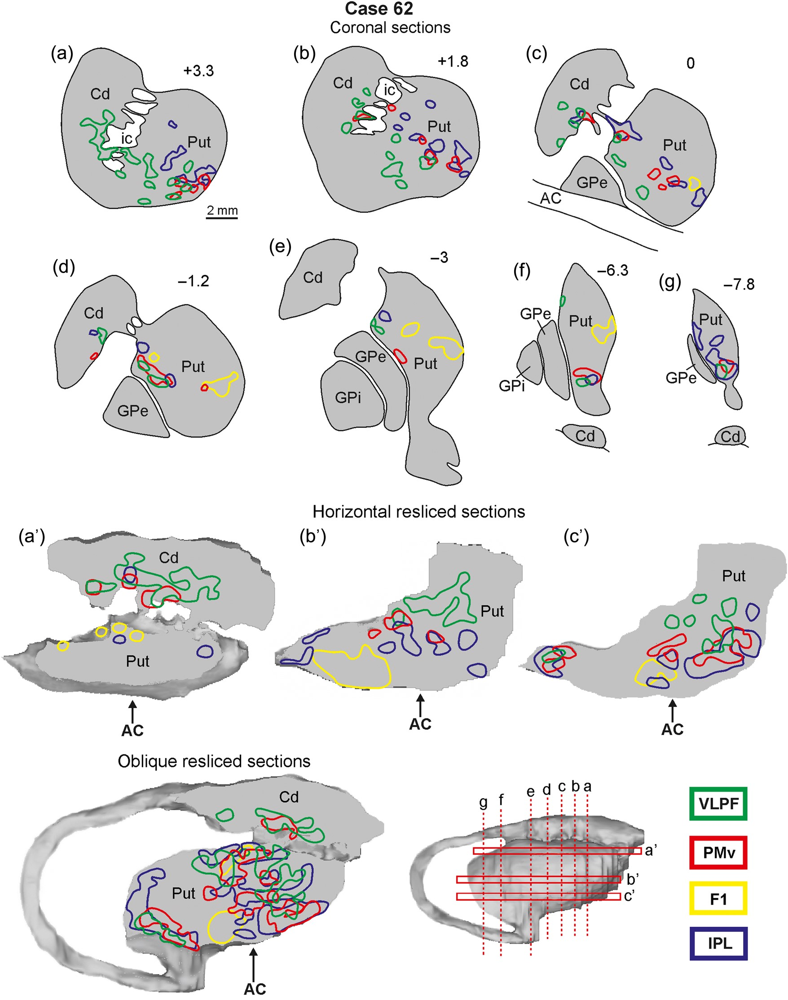 Case 62
Coronal sections
(a) +3.3
Cd
ic
Put
2 mm
(b) +1.8
Cd
ic
Put
(c) 0
Cd
Put
GPe
AC
(d) –1.2
Cd
Put
GPe
(e) –3
Cd
GPe
Put
GPi
(f) –6.3
GPe
Put
GPi
Cd
(g) –7.8
Put
GPe
Cd
Horizontal resliced sections
(a’)
Cd
Put
AC
(b’)
Put
AC
(c’)
Put
AC
Oblique resliced sections
Cd
Put
AC
g f e d c b a
a’
b’
c’
VLPF
PMv
F1
IPL